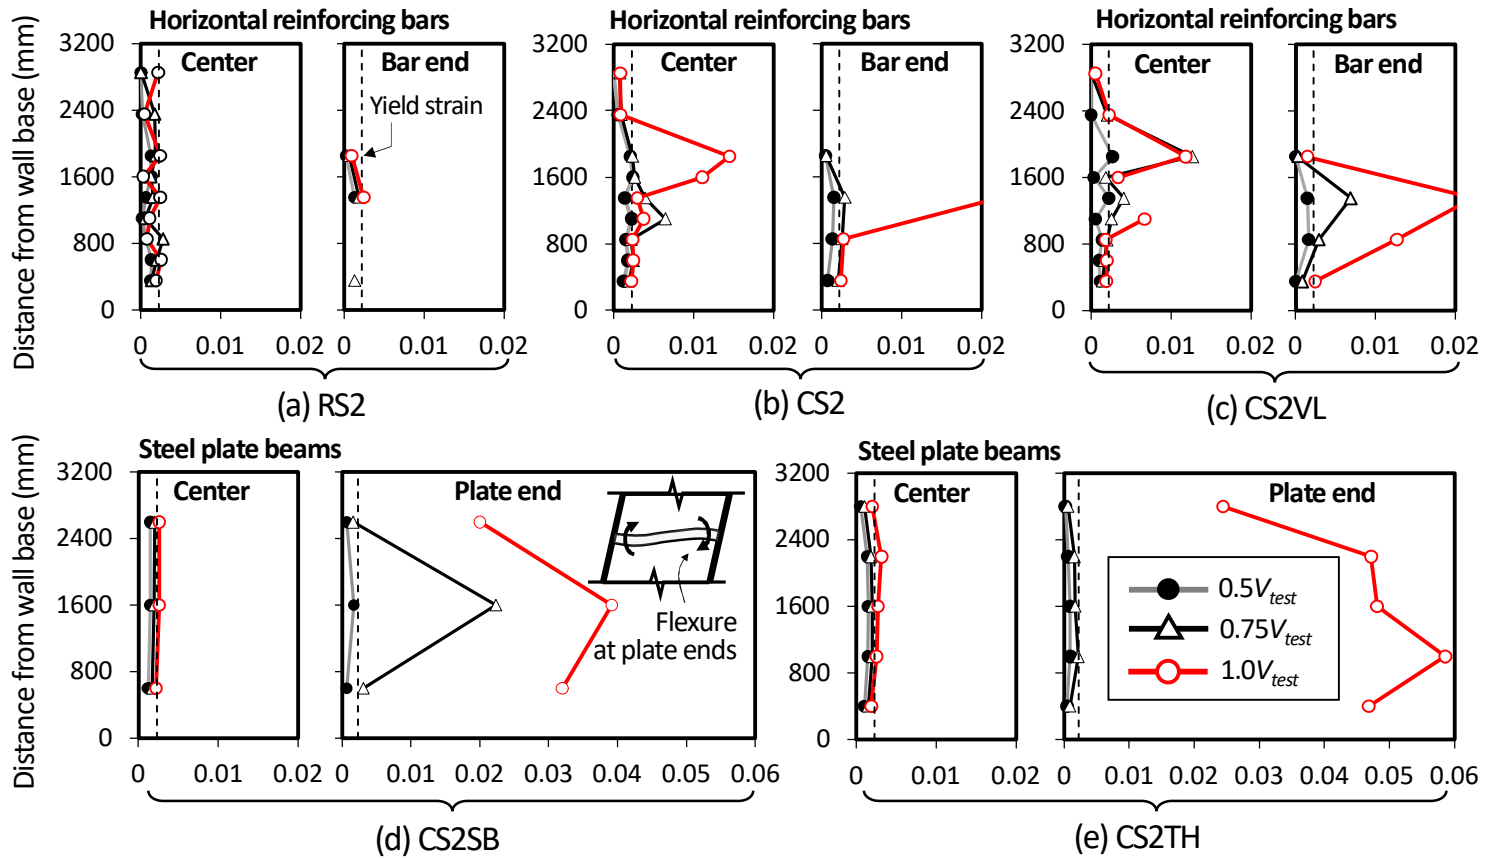 Horizontal reinforcing bars
Horizontal reinforcing bars
Horizontal reinforcing bars
Distance from wall base (mm)
3200
2400
1600
800
0
Center
0
0.01
0.02
Bar end
Yield strain
0
0.01
0.02
(a) RS2
3200
2400
1600
800
0
Center
0
0.01
0.02
Bar end
0
0.01
0.02
(b) CS2
3200
2400
1600
800
0
Center
0
0.01
0.02
Bar end
0
0.01
0.02
(c) CS2VL
Steel plate beams
Distance from wall base (mm)
3200
2400
1600
800
0
Center
0
0.01
0.02
Plate end
Flexure
at plate ends
0
0.01
0.02
0.03
0.04
0.05
0.06
(d) CS2SB
Steel plate beams
3200
2400
1600
800
0
Center
0
0.01
0.02
Plate end
0.5Vtest
0.75Vtest
1.0Vtest
0
0.01
0.02
0.03
0.04
0.05
0.06
(e) CS2TH